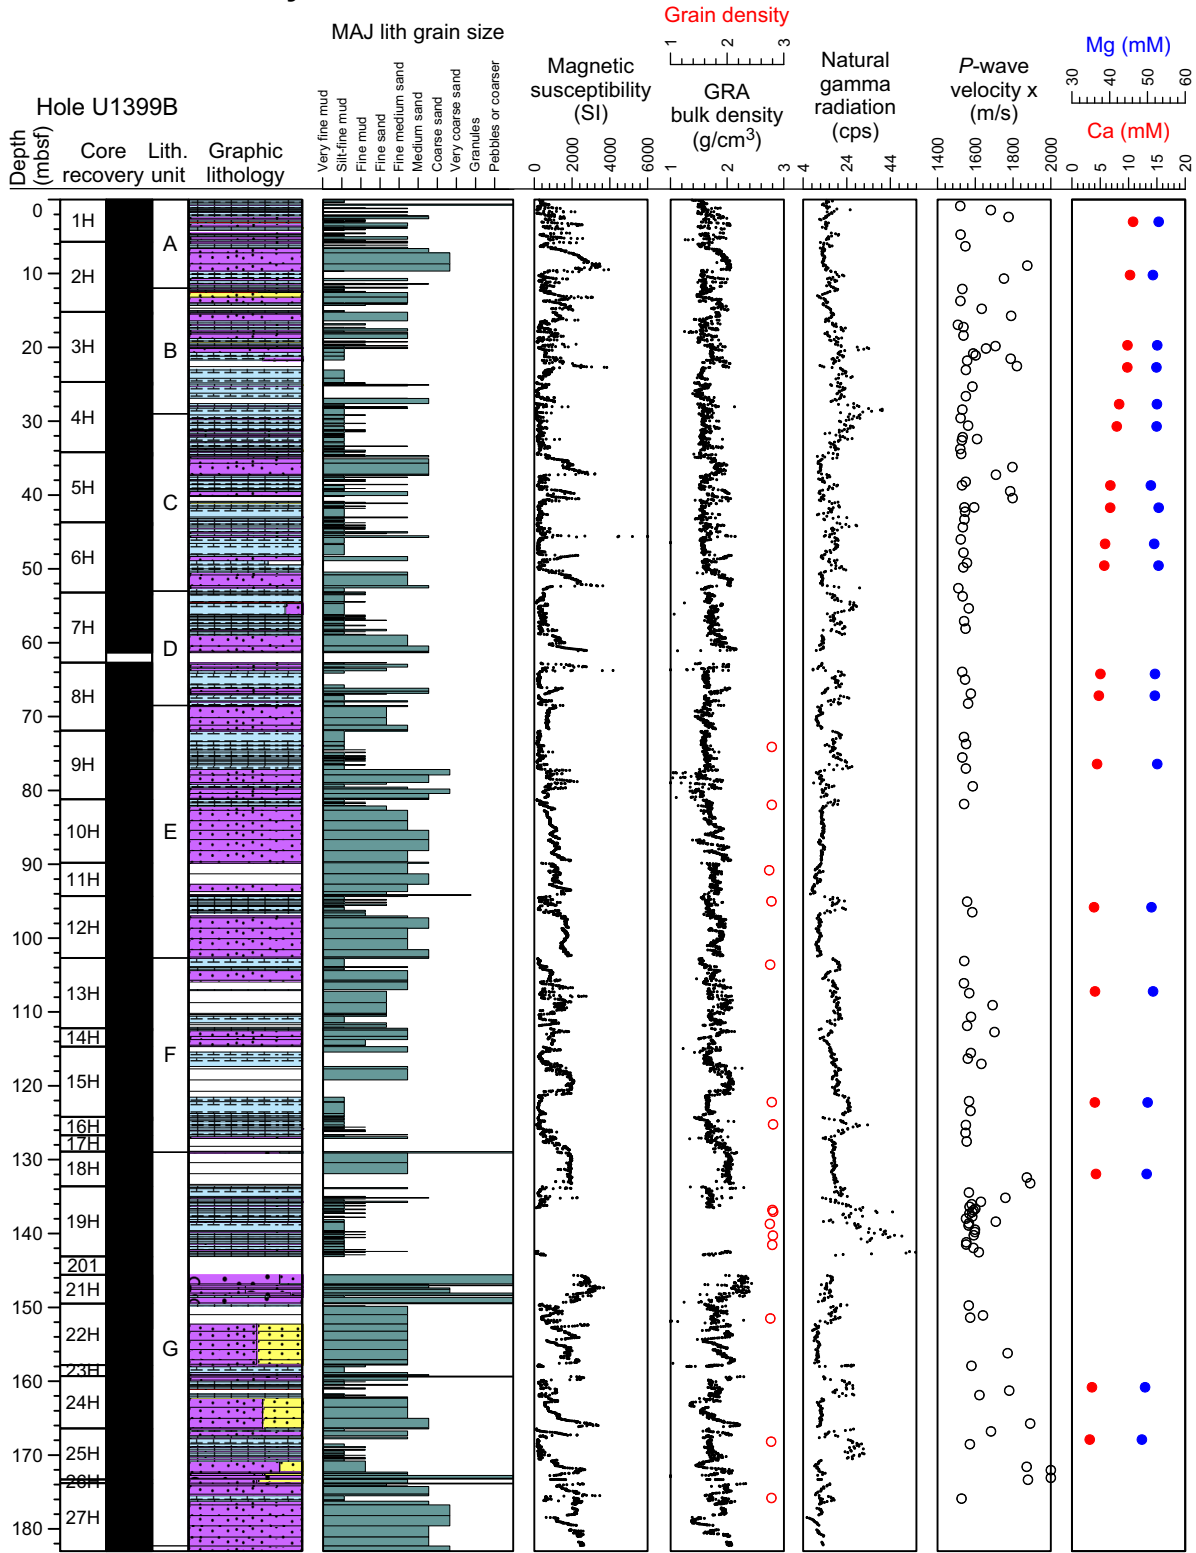 Grain density
1 2 3
MAJ lith grain size
Mg (mM)
30 40 50 60
Hole U1399B
Depth (mbsf)
Core recovery
Lith. unit
Graphic lithology
Very fine mud
Silt-fine mud
Fine mud
Fine sand
Fine medium sand
Medium sand
Coarse sand
Very coarse sand
Granules
Pebbles or coarser
Magnetic susceptibility (SI)
GRA bulk density (g/cm³)
Natural gamma radiation (cps)
P-wave velocity x (m/s)
Ca (mM)
0 2000 4000 6000
1 2 3
4 24 44
1400 1600 1800 2000
0 5 10 15 20
0
10
20
30
40
50
60
70
80
90
100
110
120
130
140
150
160
170
180
1H
2H
3H
4H
5H
6H
7H
8H
9H
10H
11H
12H
13H
14H
15H
16H
17H
18H
19H
201
21H
22H
23H
24H
25H
26H
27H
A
B
C
D
E
F
G